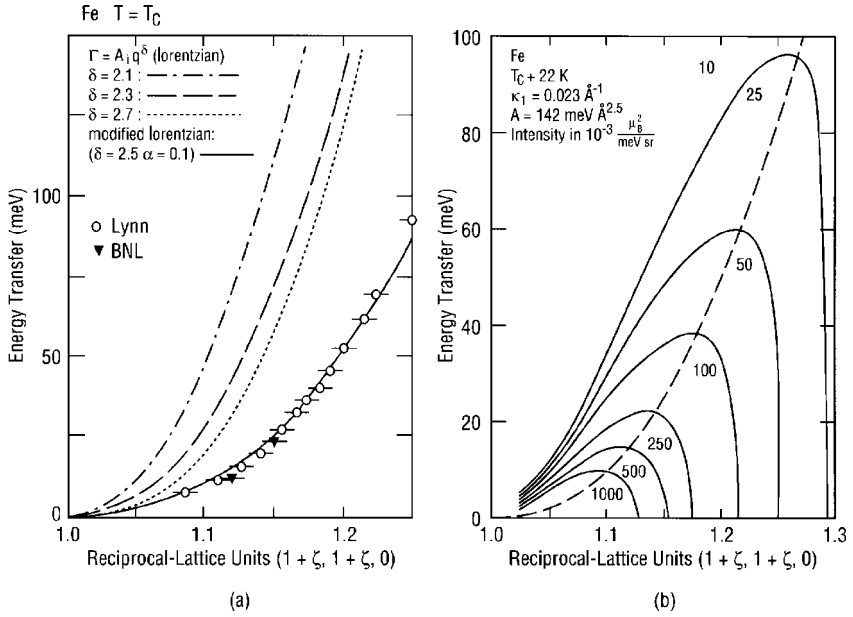 Fe T = T_C
Γ = A_i q^δ (lorentzian)
δ = 2.1 :
δ = 2.3 :
δ = 2.7 :
modified lorentzian:
(δ = 2.5 α = 0.1)
Lynn
BNL
Energy Transfer (meV)
100
50
0
1.0
1.1
1.2
Reciprocal-Lattice Units (1 + ζ, 1 + ζ, 0)
(a)
Fe
T_C + 22 K
κ_1 = 0.023 Å^-1
A = 142 meV Å^2.5
Intensity in 10^-3 μ_B^2 / meV sr
10
25
50
100
250
500
1000
Energy Transfer (meV)
100
80
60
40
20
0
1.0
1.1
1.2
1.3
Reciprocal-Lattice Units (1 + ζ, 1 + ζ, 0)
(b)